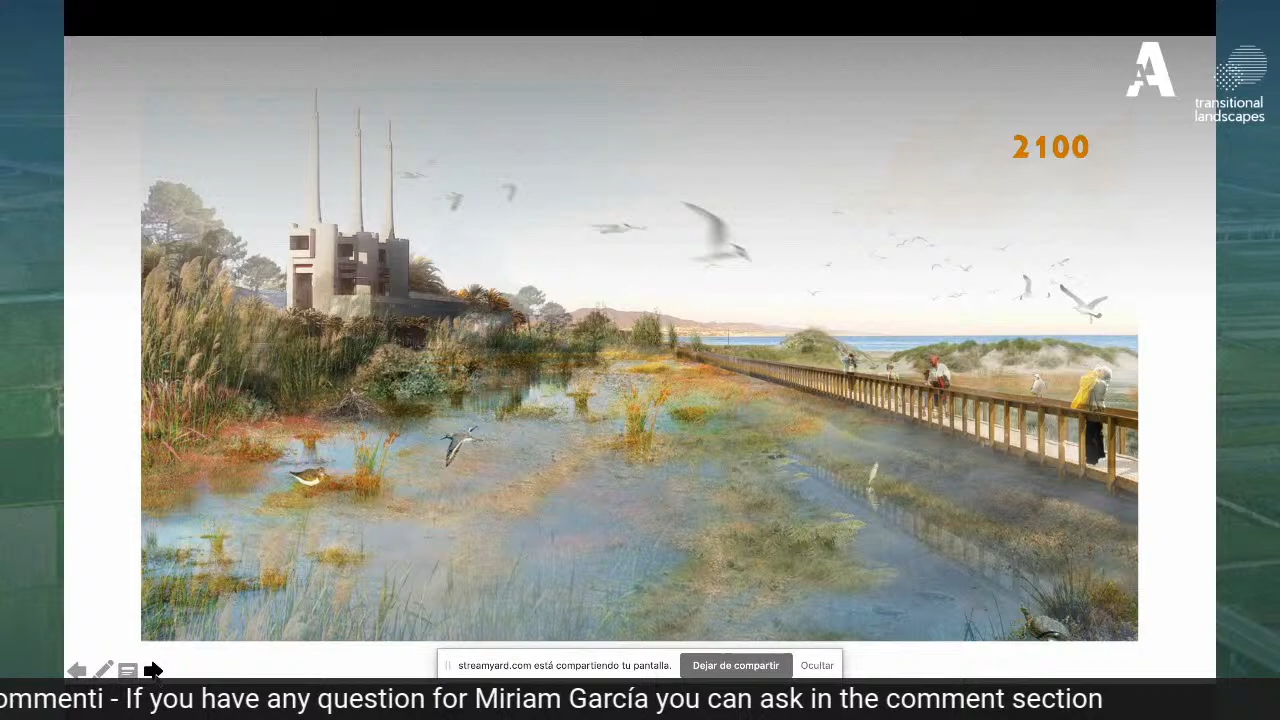 A
A
transitional
landscapes
2100
streamyard.com está compartiendo tu pantalla. Dejar de compartir Ocultar
ommenti - If you have any question for Miriam García you can ask in the comment section